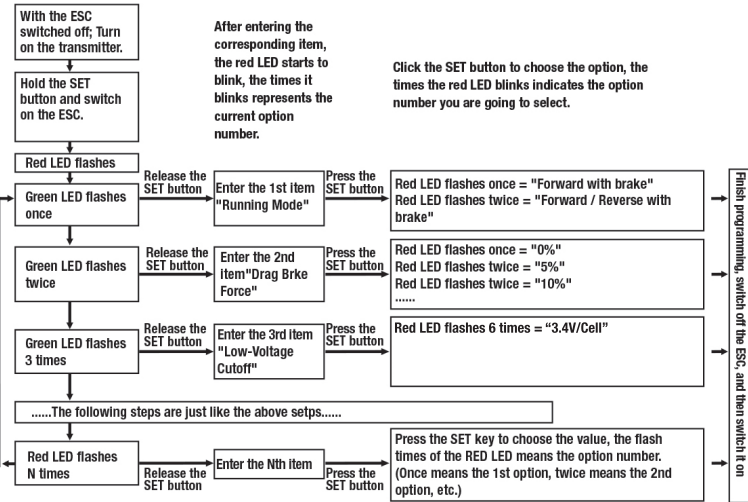 With the ESC
switched off; Turn
on the transmitter.
After entering the
corresponding item,
the red LED starts to
blink, the times it
blinks represents the
current option
number.
Click the SET button to choose the option, the
times the red LED blinks indicates the option
number you are going to select.
Hold the SET
button and switch
on the ESC.
Red LED flashes
Green LED flashes
once
Release the
SET button
Enter the 1st item
"Running Mode"
Press the
SET button
Red LED flashes once = "Forward with brake"
Red LED flashes twice = "Forward / Reverse with
brake"
Green LED flashes
twice
Release the
SET button
Enter the 2nd
item"Drag Brke
Force"
Press the
SET button
Red LED flashes once = "0%"
Red LED flashes twice = "5%"
Red LED flashes twice = "10%"
......
Green LED flashes
3 times
Release the
SET button
Enter the 3rd item
"Low-Voltage
Cutoff"
Press the
SET button
Red LED flashes 6 times = “3.4V/Cell”
......The following steps are just like the above setps......
Red LED flashes
N times
Release the
SET button
Enter the Nth item
Press the
SET button
Press the SET key to choose the value, the flash
times of the RED LED means the option number.
(Once means the 1st option, twice means the 2nd
option, etc.)
Finish programming, switch off the ESC, and then switch it on